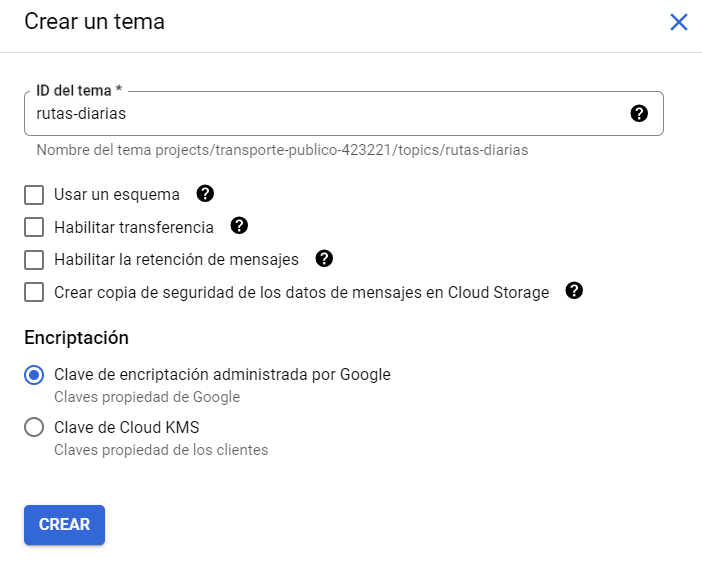 Crear un tema
ID del tema *
rutas-diarias
Nombre del tema projects/transporte-publico-423221/topics/rutas-diarias
Usar un esquema
Habilitar transferencia
Habilitar la retención de mensajes
Crear copia de seguridad de los datos de mensajes en Cloud Storage
Encriptación
Clave de encriptación administrada por Google
Claves propiedad de Google
Clave de Cloud KMS
Claves propiedad de los clientes
CREAR